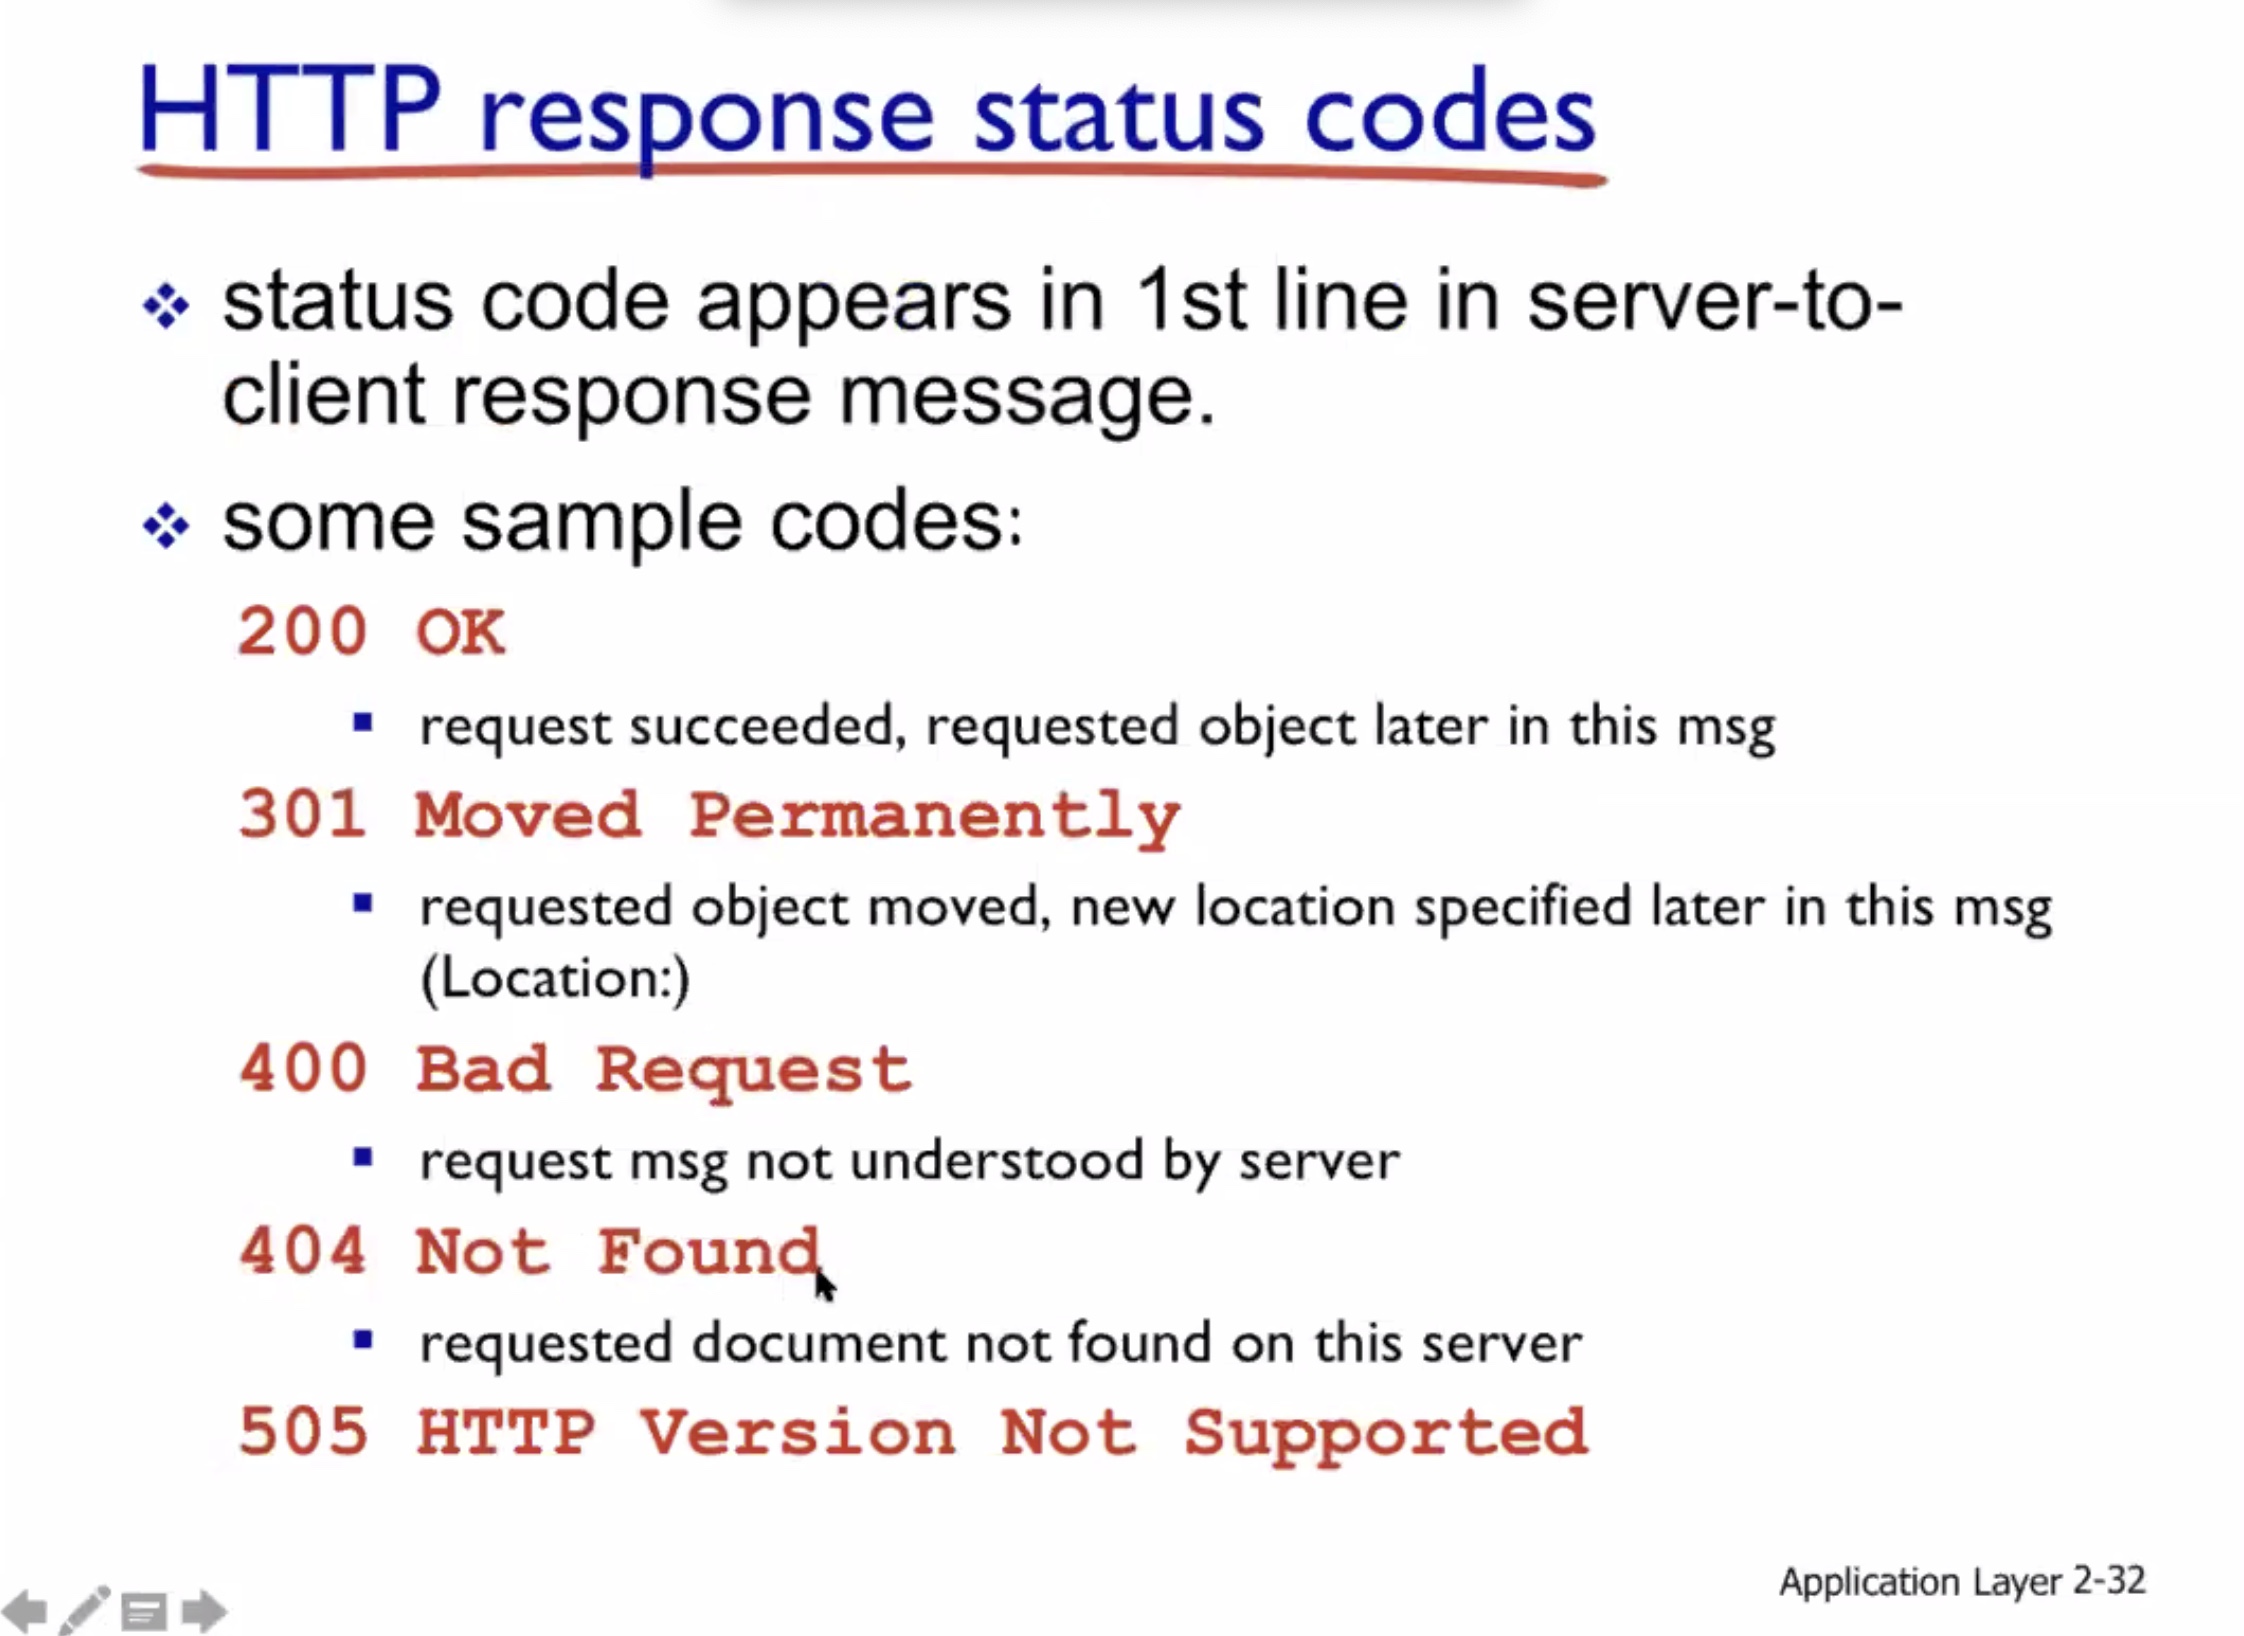 HTTP response status codes
status code appears in 1st line in server-to-
client response message.
some sample codes:
200 OK
request succeeded, requested object later in this msg
301 Moved Permanently
requested object moved, new location specified later in this msg
(Location:)
400 Bad Request
request msg not understood by server
404 Not Found
requested document not found on this server
505 HTTP Version Not Supported
Application Layer 2-32